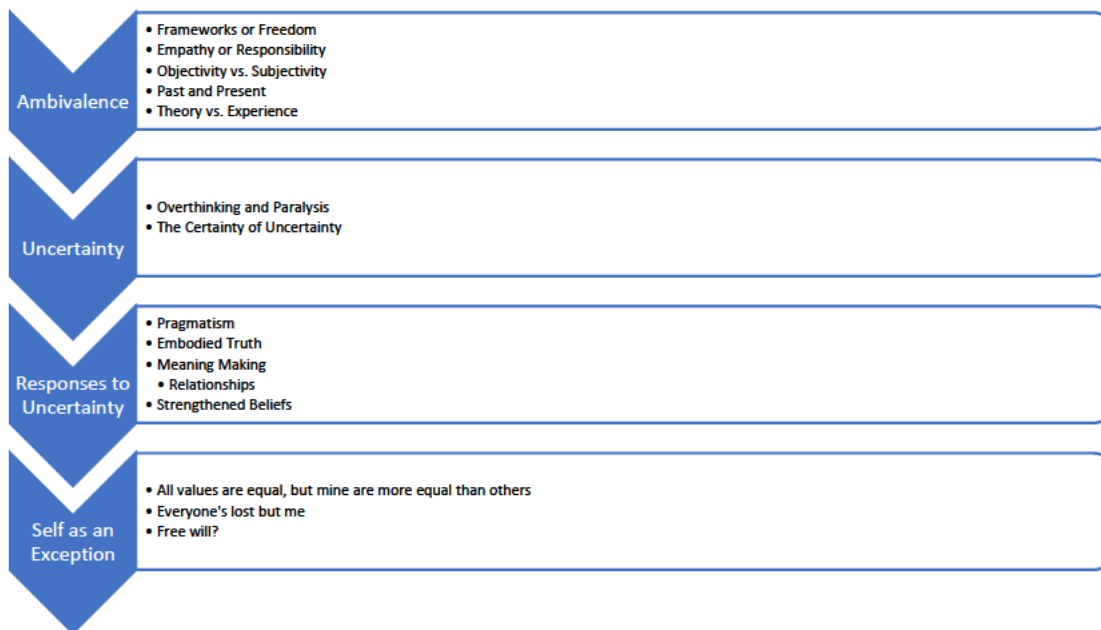 Ambivalence
• Frameworks or Freedom
• Empathy or Responsibility
• Objectivity vs. Subjectivity
• Past and Present
• Theory vs. Experience
Uncertainty
• Overthinking and Paralysis
• The Certainty of Uncertainty
Responses to
Uncertainty
• Pragmatism
• Embodied Truth
• Meaning Making
• Relationships
• Strengthened Beliefs
Self as an
Exception
• All values are equal, but mine are more equal than others
• Everyone's lost but me
• Free will?